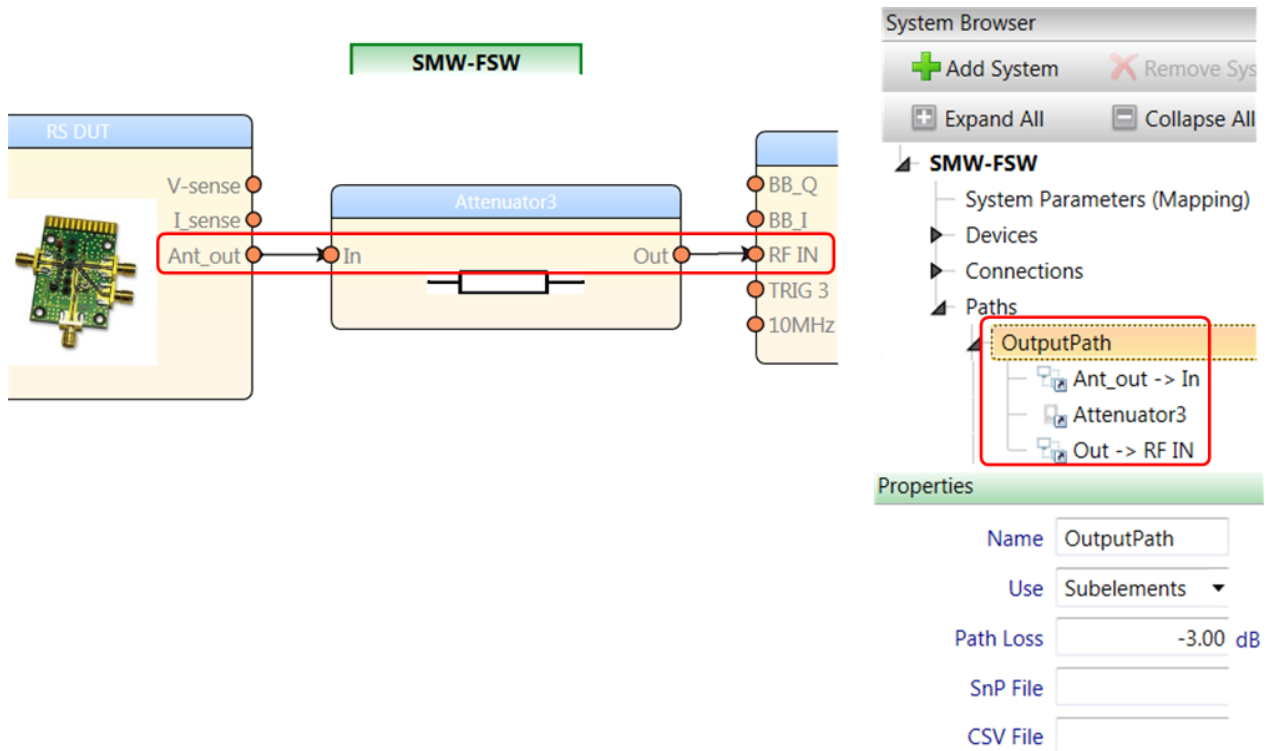 SMW-FSW
RS DUT
V-sense
I_sense
Ant_out
Attenuator3
In
Out
BB_Q
BB_I
RF IN
TRIG 3
10MHz
System Browser
Add System
Remove Sys
Expand All
Collapse All
SMW-FSW
System Parameters (Mapping)
Devices
Connections
Paths
OutputPath
Ant_out -> In
Attenuator3
Out -> RF IN
Properties
Name OutputPath
Use Subelements
Path Loss -3.00 dB
SnP File
CSV File